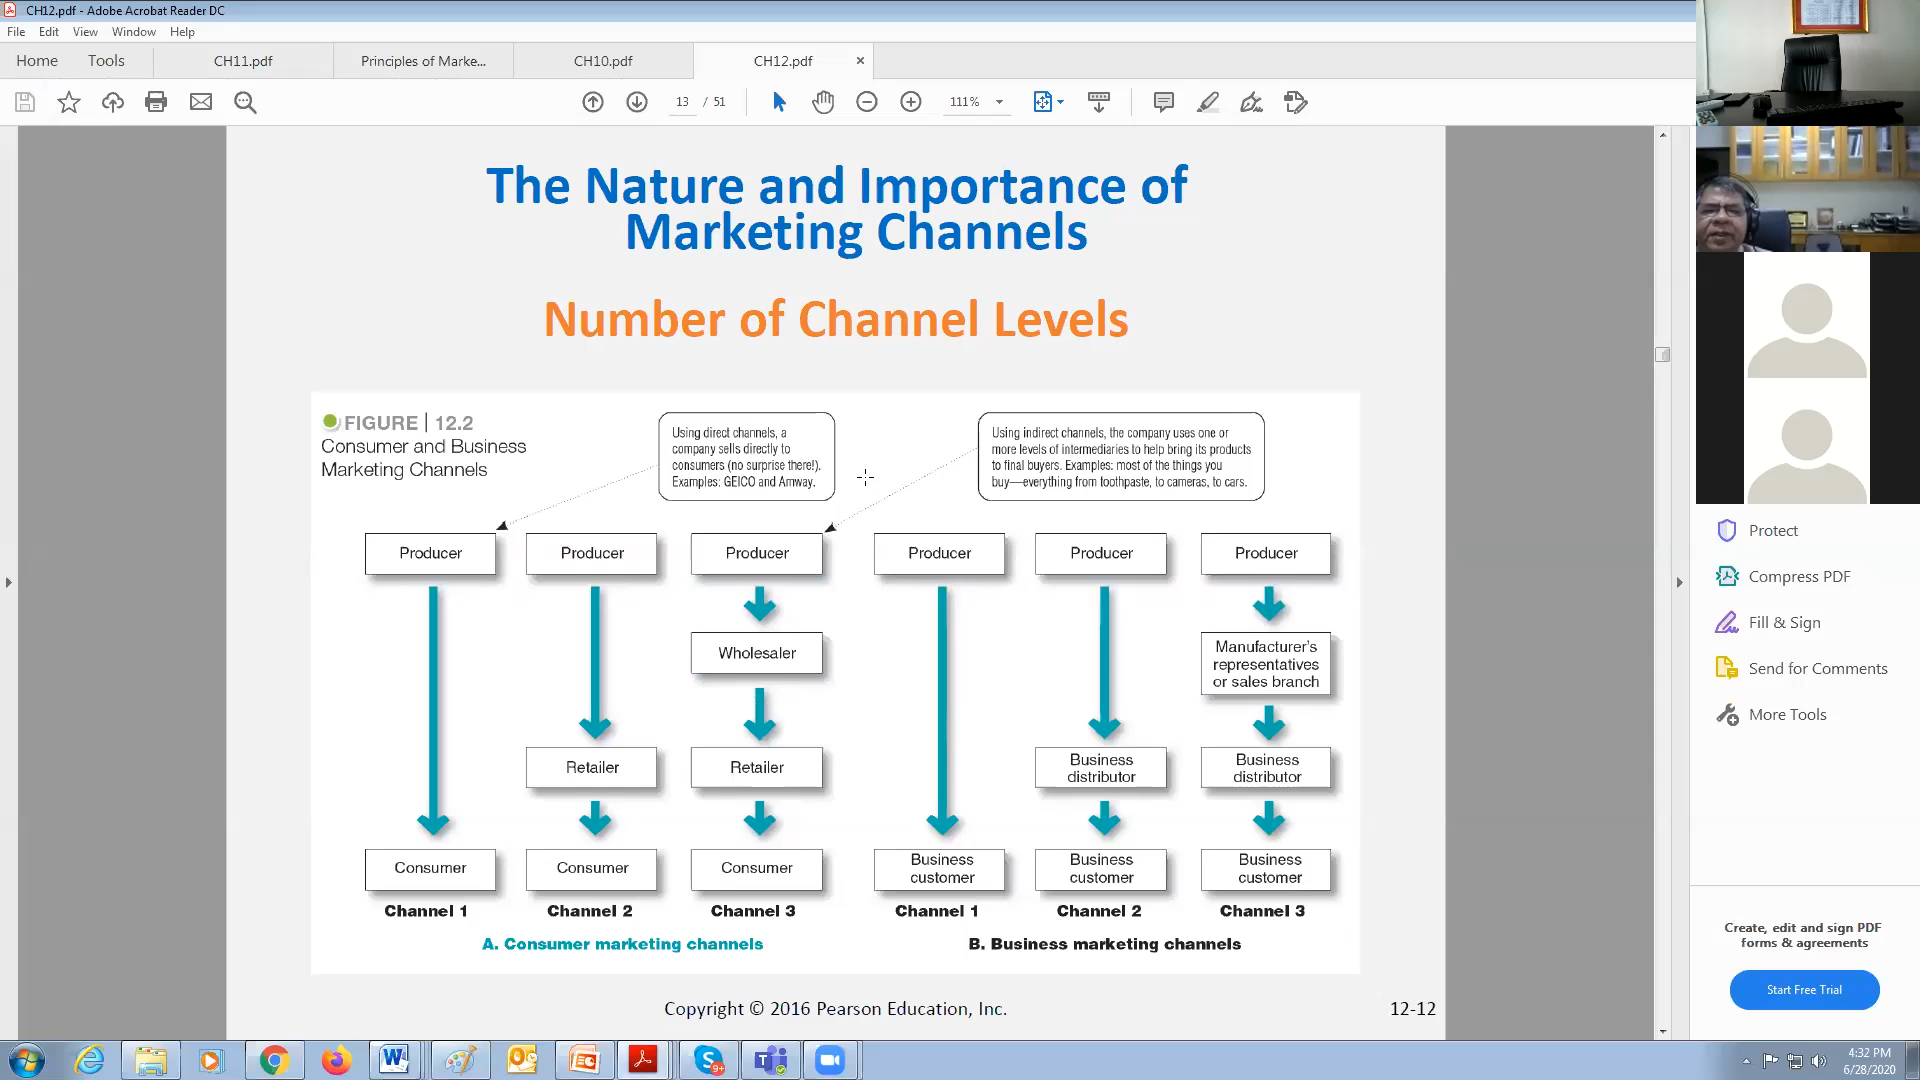 CH12.pdf - Adobe Acrobat Reader DC
File Edit View Window Help
Home Tools CH11.pdf Principles of Marke... CH10.pdf CH12.pdf ×
13 / 51 111%
The Nature and Importance of
Marketing Channels
Number of Channel Levels
FIGURE | 12.2
Consumer and Business
Marketing Channels
Using direct channels, a
company sells directly to
consumers (no surprise there!).
Examples: GEICO and Amway.
Using indirect channels, the company uses one or
more levels of intermediaries to help bring its products
to final buyers. Examples: most of the things you
buy—everything from toothpaste, to cameras, to cars.
Producer Producer Producer Producer Producer Producer
Wholesaler
Manufacturer's
representatives
or sales branch
Retailer Retailer
Business
distributor
Business
distributor
Consumer Consumer Consumer
Business
customer
Business
customer
Business
customer
Channel 1 Channel 2 Channel 3 Channel 1 Channel 2 Channel 3
A. Consumer marketing channels B. Business marketing channels
Copyright © 2016 Pearson Education, Inc. 12-12
Protect
Compress PDF
Fill & Sign
Send for Comments
More Tools
Create, edit and sign PDF
forms & agreements
Start Free Trial
9+
4:32 PM
6/28/2020